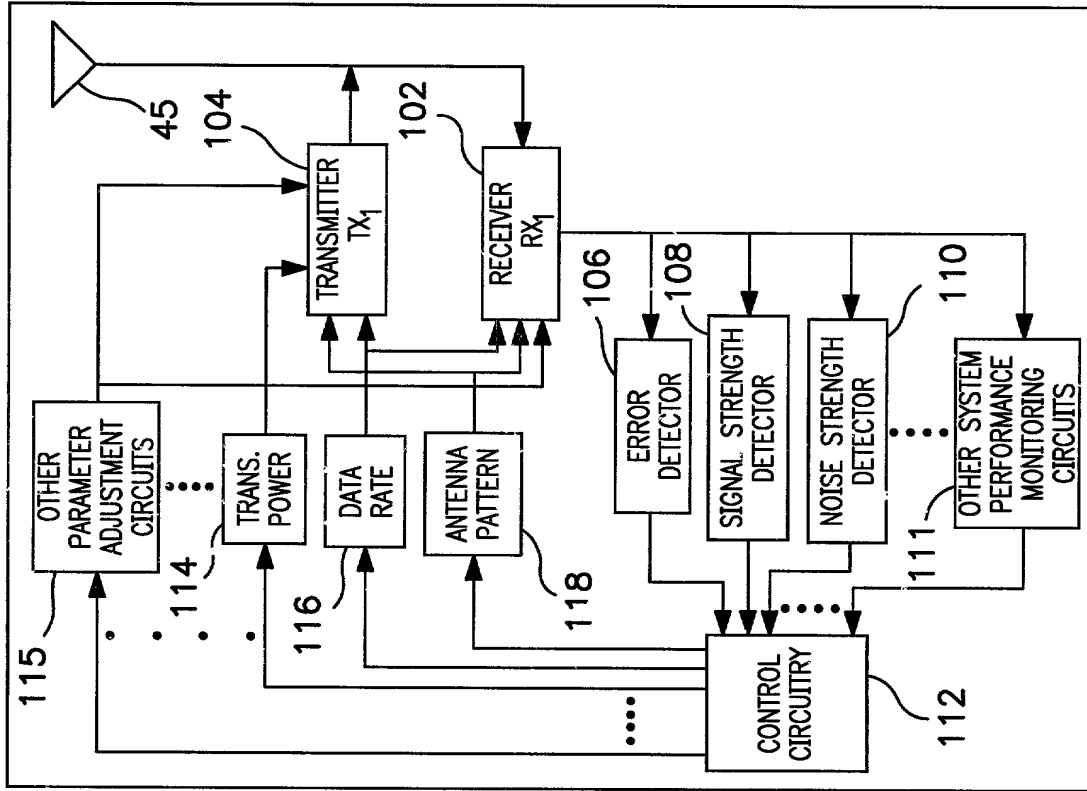 45
104
TRANSMITTER
TX1
102
RECEIVER
RX1
115
OTHER
PARAMETER
ADJUSTMENT
CIRCUITS
114
TRANS.
POWER
116
DATA
RATE
118
ANTENNA
PATTERN
106
ERROR
DETECTOR
108
SIGNAL STRENGTH
DETECTOR
110
NOISE STRENGTH
DETECTOR
111
OTHER SYSTEM
PERFORMANCE
MONITORING
CIRCUITS
CONTROL
CIRCUITRY
112